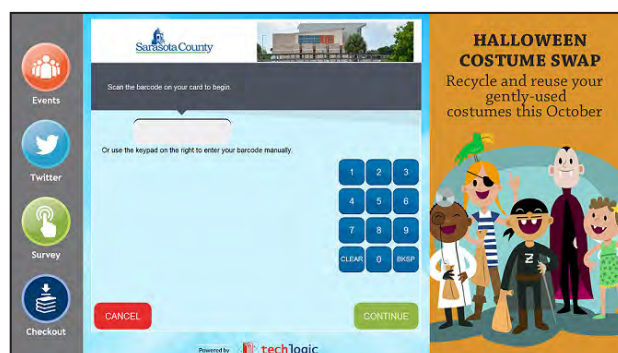 Events
Twitter
Survey
Checkout
Sarasota County
Scan the barcode on your card to begin.
Or use the keypad on the right to enter your barcode manually.
1 2 3
4 5 6
7 8 9
CLEAR 0 BKSP
CANCEL
CONTINUE
Powered by tech logic
HALLOWEEN
COSTUME SWAP
Recycle and reuse your
gently-used
costumes this October
Z